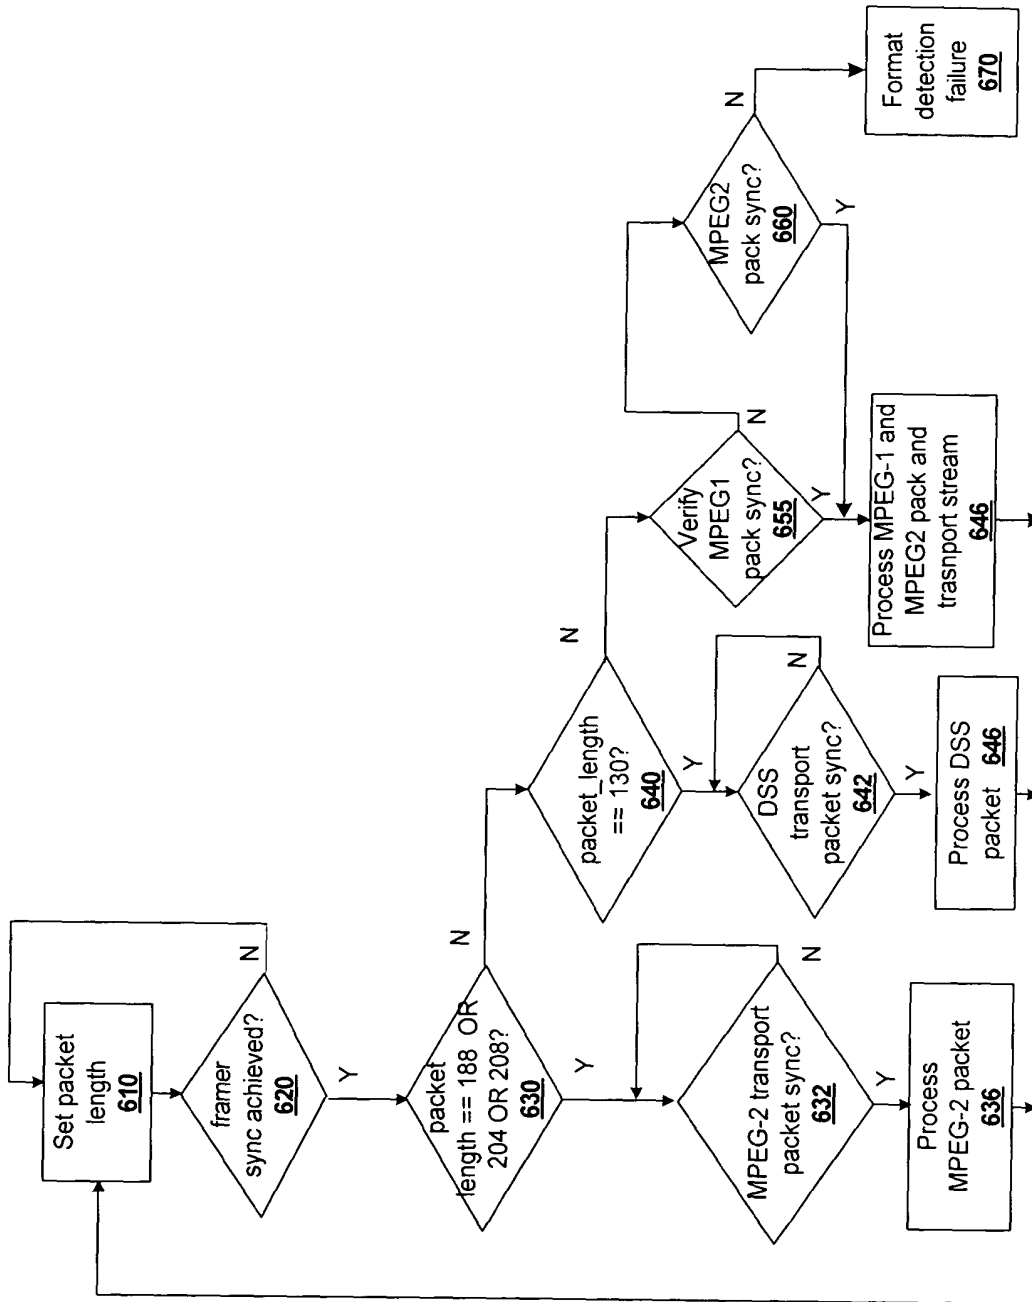 Set packet
length
610
framer
sync achieved?
620
N
Y
packet
length == 188 OR
204 OR 208?
630
N
Y
MPEG-2 transport
packet sync?
632
N
Y
Process
MPEG-2 packet
636
packet_length
== 130?
640
N
Y
DSS
transport
packet sync?
642
N
Y
Process DSS
packet 646
Verify
MPEG1
pack sync?
655
N
Y
Process MPEG-1 and
MPEG2 pack and
trasnport stream
646
MPEG2
pack sync?
660
N
Y
Format
detection
failure
670